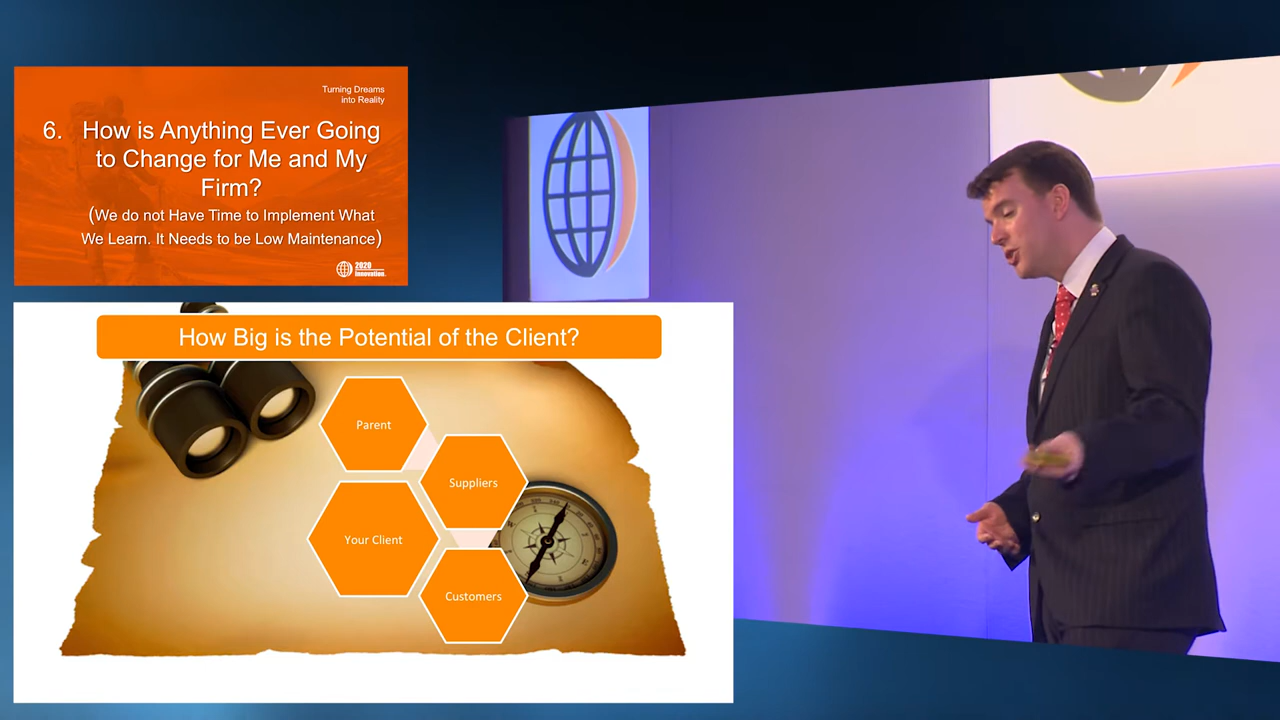 Turning Dreams
into Reality
6. How is Anything Ever Going
to Change for Me and My
Firm?
(We do not Have Time to Implement What
We Learn. It Needs to be Low Maintenance)
2020
Innovation.
How Big is the Potential of the Client?
Parent
Suppliers
Your Client
Customers